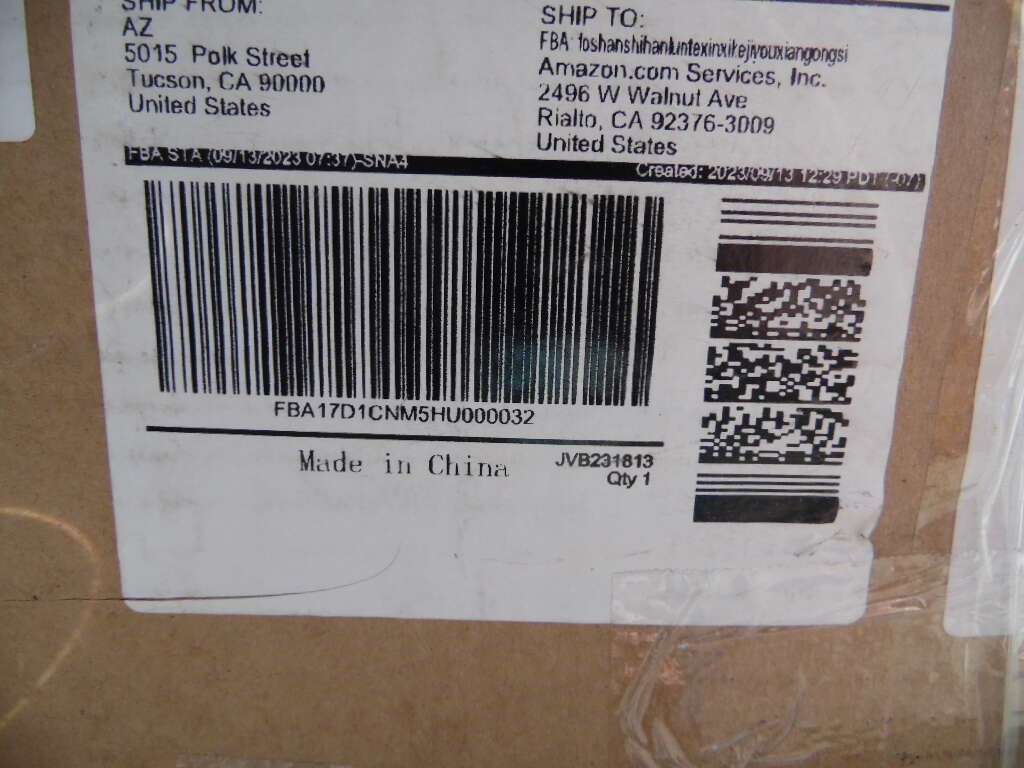 SHIP FROM:
AZ
5015 Polk Street
Tucson, CA 90000
United States
SHIP TO:
FBA: foshanshihanluntexinxikejiyouxiangongsi
Amazon.com Services, Inc.
2496 W Walnut Ave
Rialto, CA 92376-3009
United States
FBA STA (09/13/2023 07:37)-SNA4
Created: 2023/09/13 12:29 PDT (-07)
FBA17D1CNM5HU000032
Made in China
JVB231813
Qty 1